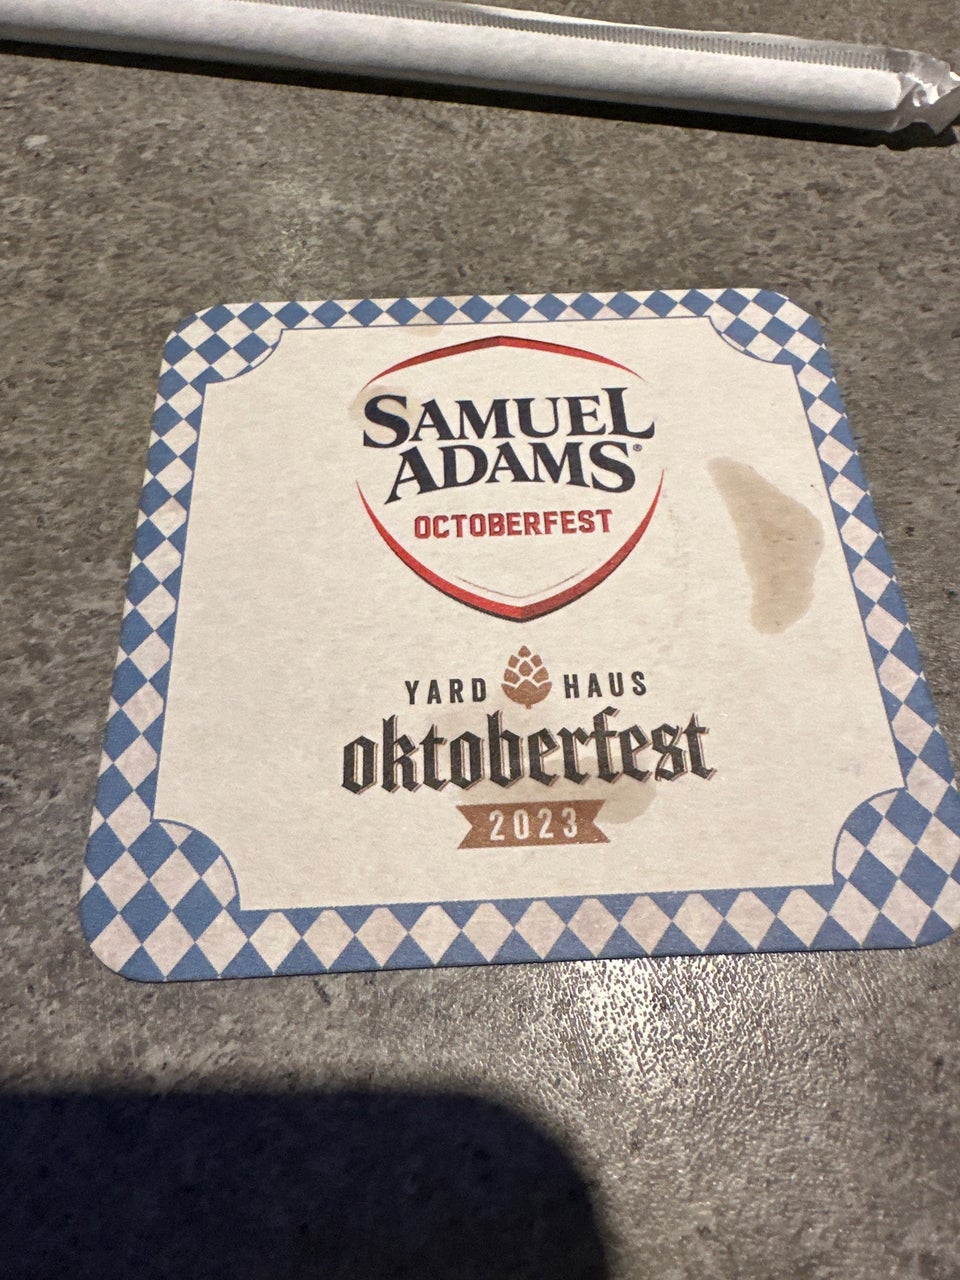 SAMUEL
ADAMS®
OCTOBERFEST
YARD HAUS
oktoberfest
2023